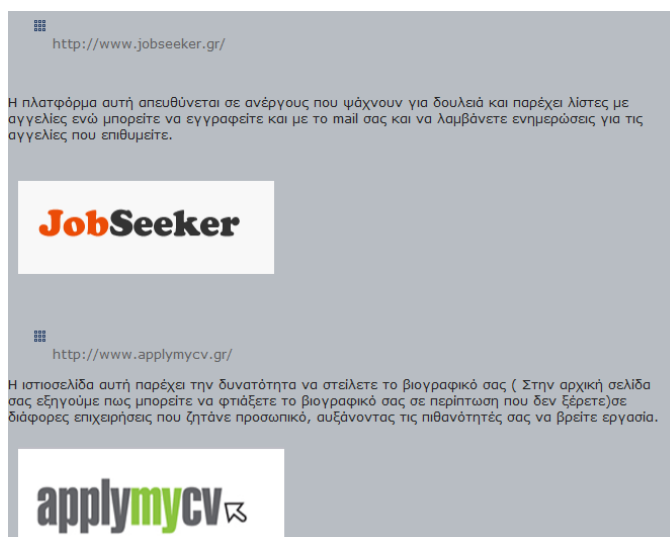 http://www.jobseeker.gr/
Η πλατφόρμα αυτή απευθύνεται σε ανέργους που ψάχνουν για δουλειά και παρέχει λίστες με
αγγελίες ενώ μπορείτε να εγγραφείτε και με το mail σας και να λαμβάνετε ενημερώσεις για τις
αγγελίες που επιθυμείτε.
JobSeeker
http://www.applymycv.gr/
Η ιστιοσελίδα αυτή παρέχει την δυνατότητα να στείλετε το βιογραφικό σας ( Στην αρχική σελίδα
σας εξηγούμε πως μπορείτε να φτιάξετε το βιογραφικό σας σε περίπτωση που δεν ξέρετε)σε
διάφορες επιχειρήσεις που ζητάνε προσωπικό, αυξάνοντας τις πιθανότητές σας να βρείτε εργασία.
applymycv